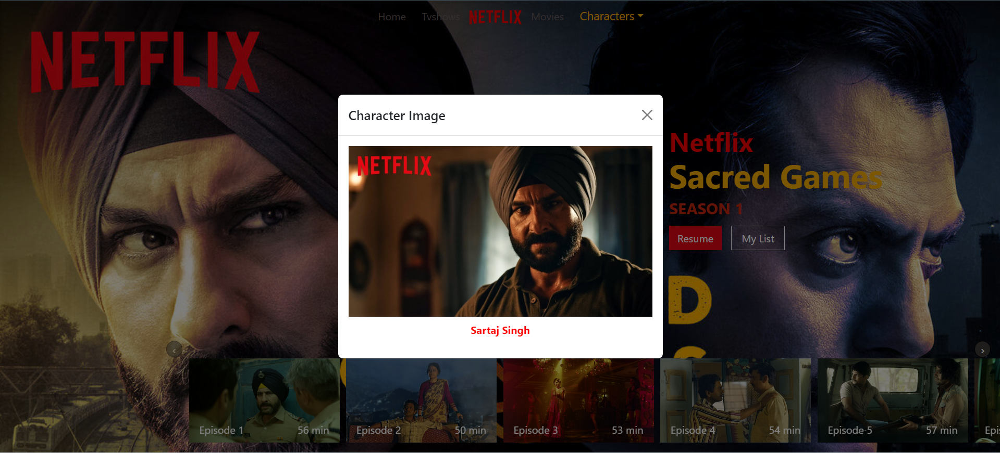 Home Tvshows NETFLIX Movies Characters
NETFLIX
Character Image
NETFLIX
Sartaj Singh
Netflix
Sacred Games
SEASON 1
Resume My List
D
Episode 1 56 min
Episode 2 50 min
Episode 3 53 min
Episode 4 54 min
Episode 5 57 min
Epi